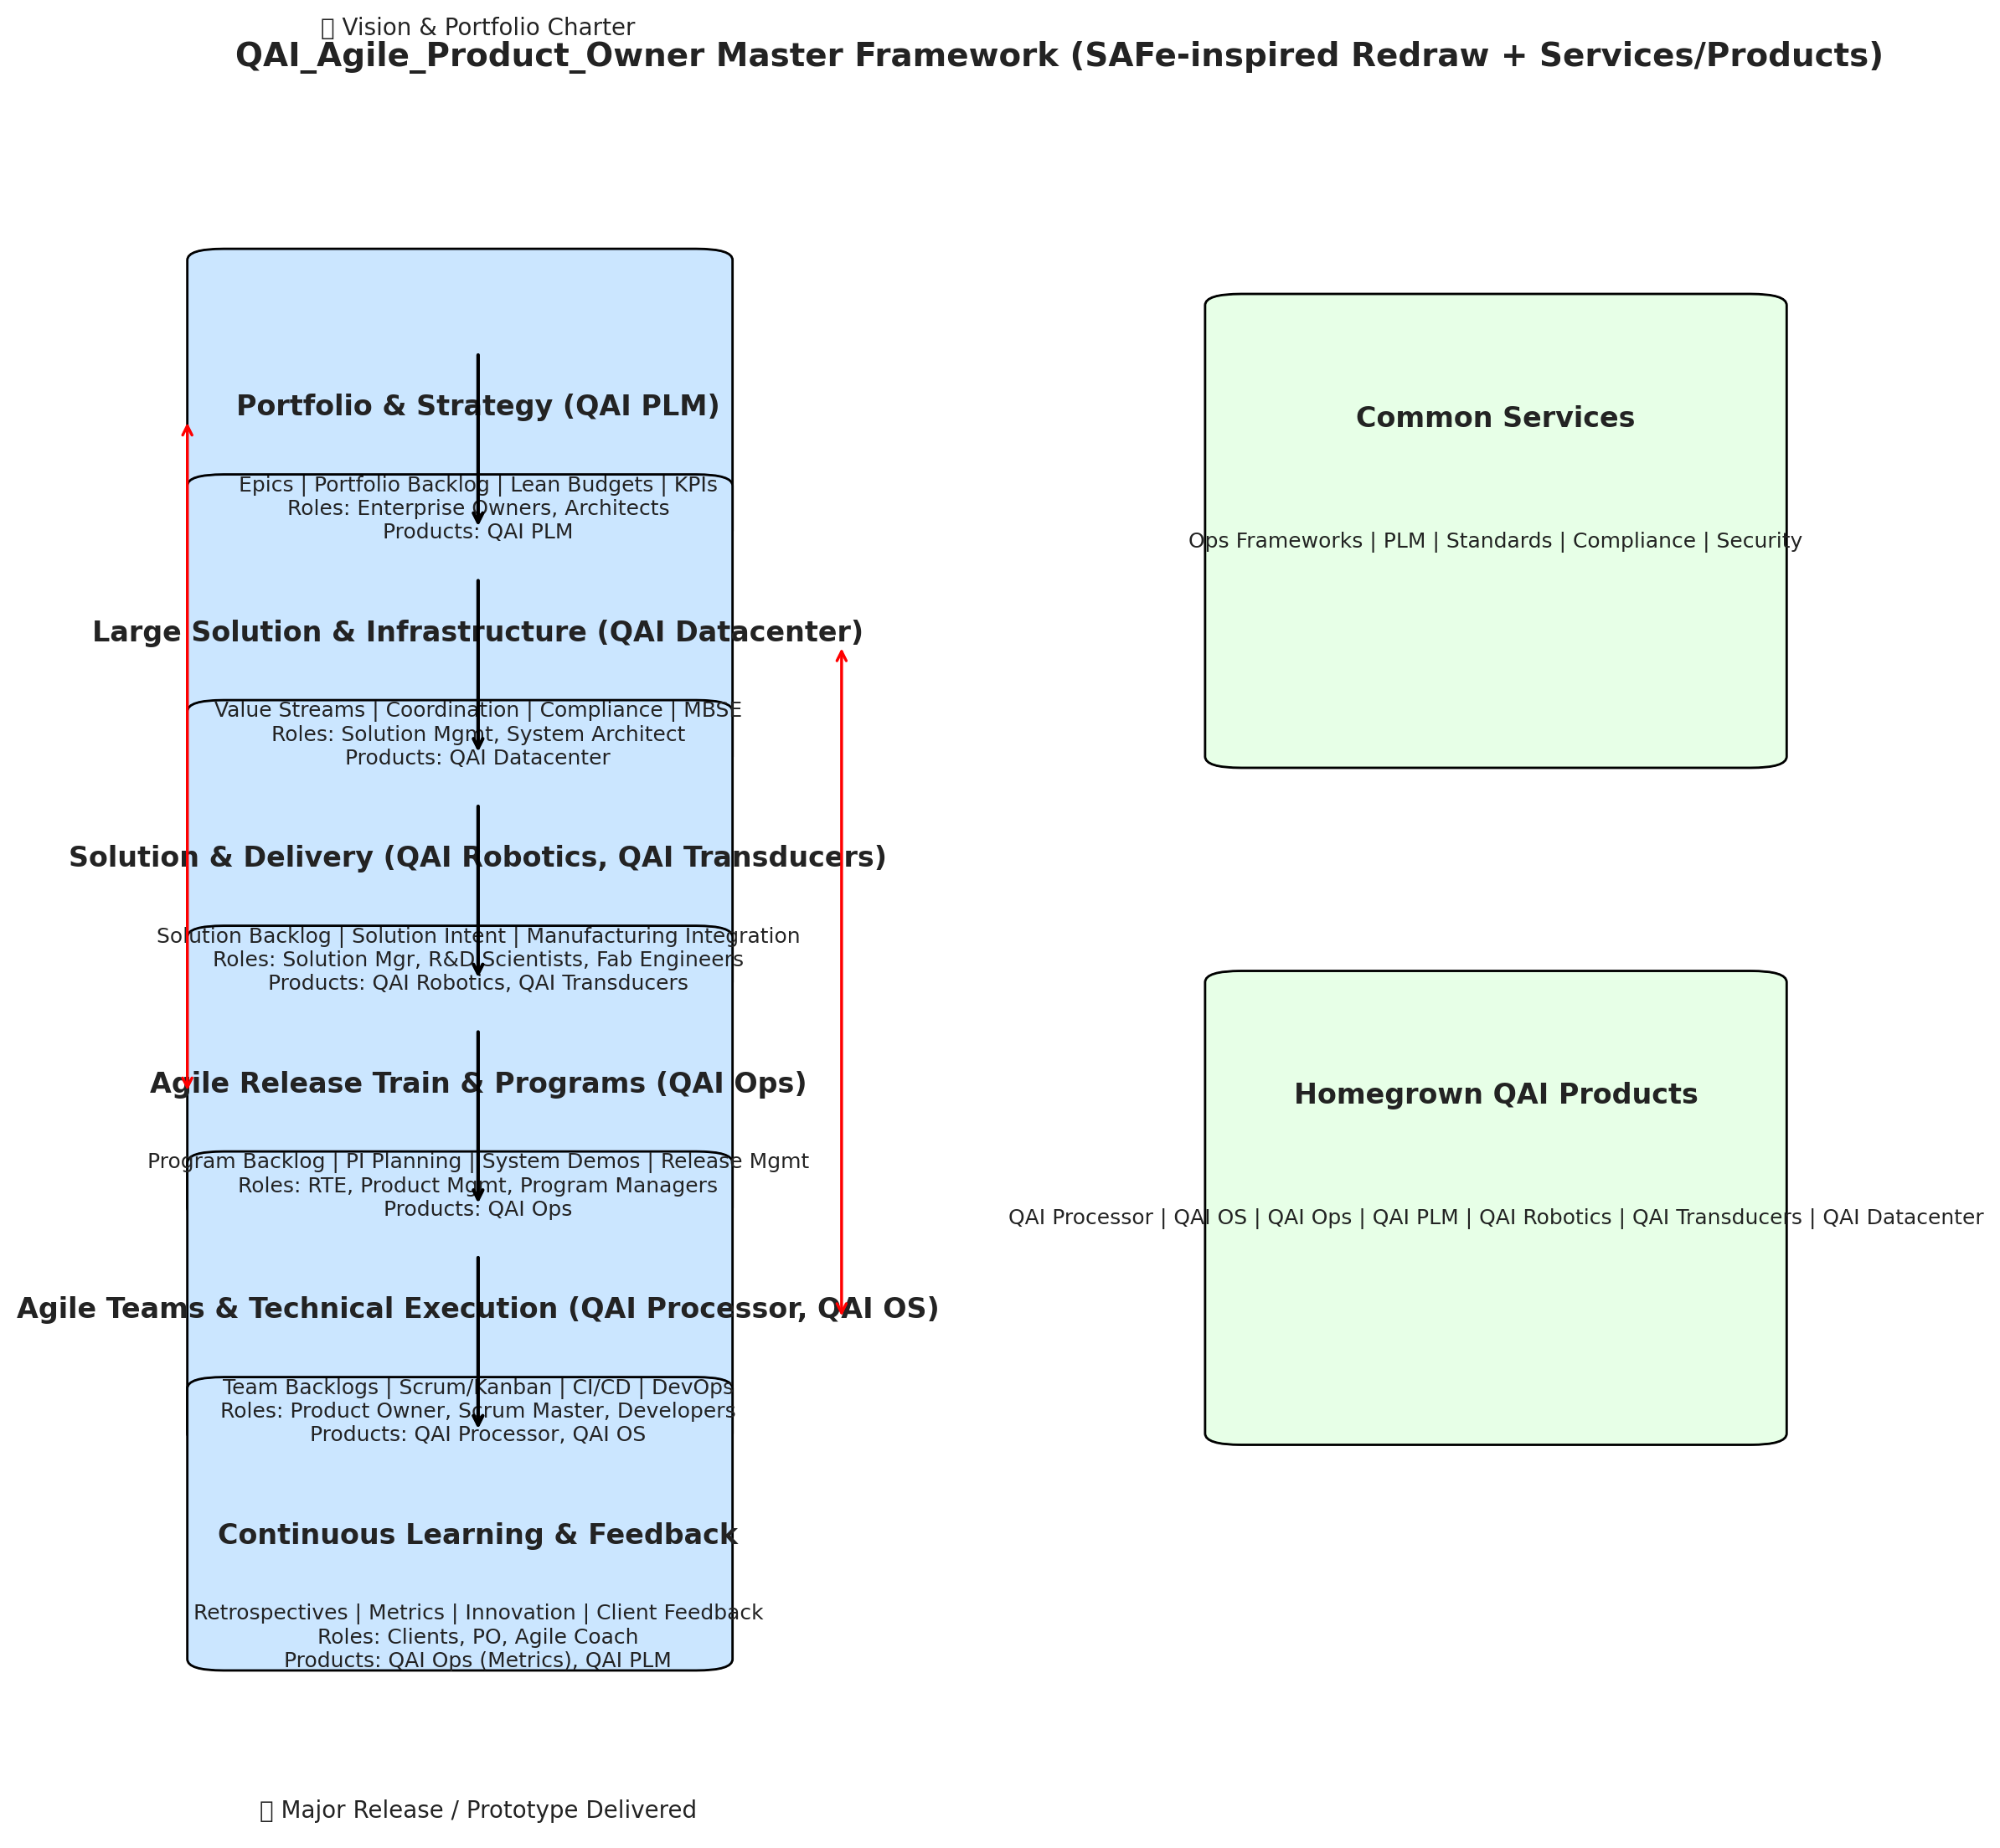 Vision & Portfolio Charter
QAI_Agile_Product_Owner Master Framework (SAFe-inspired Redraw + Services/Products)
Portfolio & Strategy (QAI PLM)
Epics | Portfolio Backlog | Lean Budgets | KPIs
Roles: Enterprise Owners, Architects
Products: QAI PLM
Large Solution & Infrastructure (QAI Datacenter)
Value Streams | Coordination | Compliance | MBSE
Roles: Solution Mgmt, System Architect
Products: QAI Datacenter
Solution & Delivery (QAI Robotics, QAI Transducers)
Solution Backlog | Solution Intent | Manufacturing Integration
Roles: Solution Mgr, R&D Scientists, Fab Engineers
Products: QAI Robotics, QAI Transducers
Agile Release Train & Programs (QAI Ops)
Program Backlog | PI Planning | System Demos | Release Mgmt
Roles: RTE, Product Mgmt, Program Managers
Products: QAI Ops
Agile Teams & Technical Execution (QAI Processor, QAI OS)
Team Backlogs | Scrum/Kanban | CI/CD | DevOps
Roles: Product Owner, Scrum Master, Developers
Products: QAI Processor, QAI OS
Continuous Learning & Feedback
Retrospectives | Metrics | Innovation | Client Feedback
Roles: Clients, PO, Agile Coach
Products: QAI Ops (Metrics), QAI PLM
Major Release / Prototype Delivered
Common Services
Ops Frameworks | PLM | Standards | Compliance | Security
Homegrown QAI Products
QAI Processor | QAI OS | QAI Ops | QAI PLM | QAI Robotics | QAI Transducers | QAI Datacenter